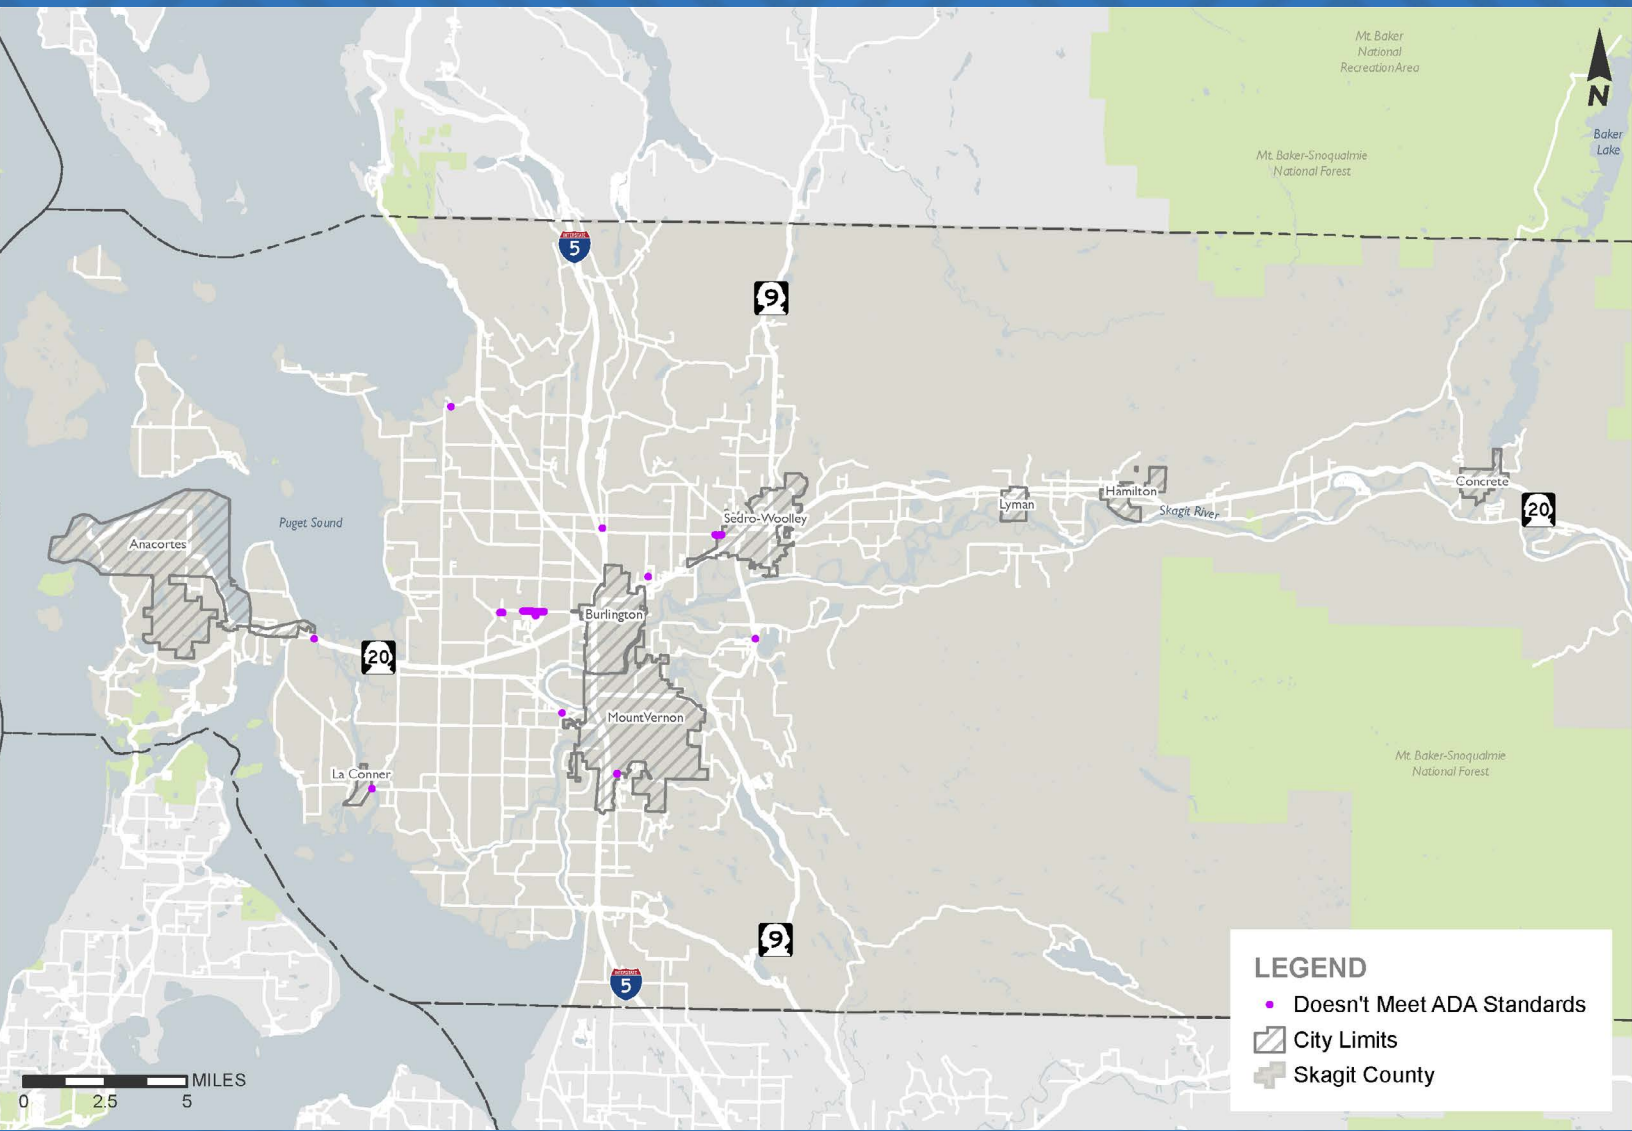 Mt. Baker
National
Recreation Area
N
Baker
Lake
Mt. Baker-Snoqualmie
National Forest
INTERSTATE
5
9
Puget Sound
Anacortes
Sedro-Woolley
Lyman
Hamilton
Skagit River
Concrete
20
Burlington
20
Mount Vernon
La Conner
Mt. Baker-Snoqualmie
National Forest
9
INTERSTATE
5
LEGEND
Doesn't Meet ADA Standards
City Limits
Skagit County
MILES
0 2.5 5